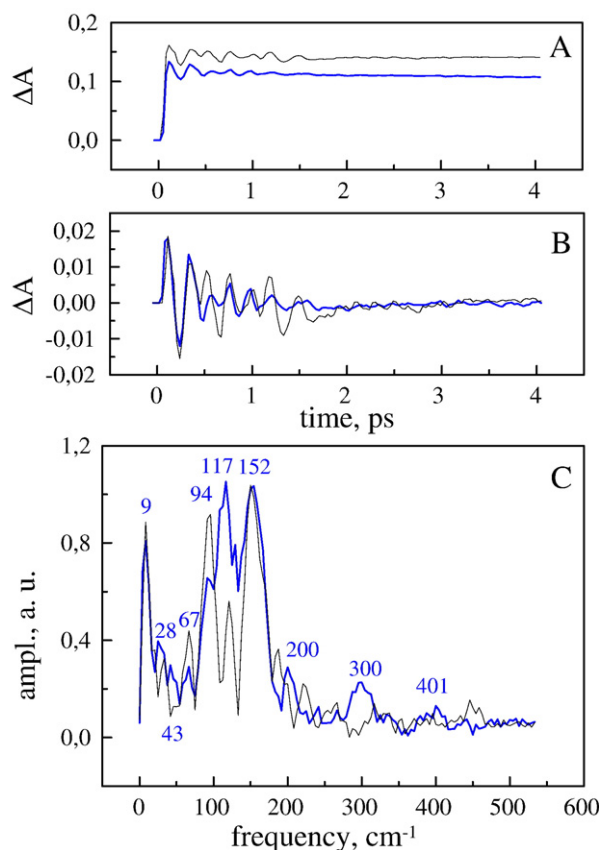 0,2
A
0,1
ΔA
0,0
0 1 2 3 4
0,02
B
0,01
ΔA
0,00
-0,01
-0,02
0 1 2 3 4
time, ps
1,2
117 152
C
9
94
0,8
ampl., a. u.
67
0,4
28
200
300
401
43
0,0
0 100 200 300 400 500 600
frequency, cm⁻¹